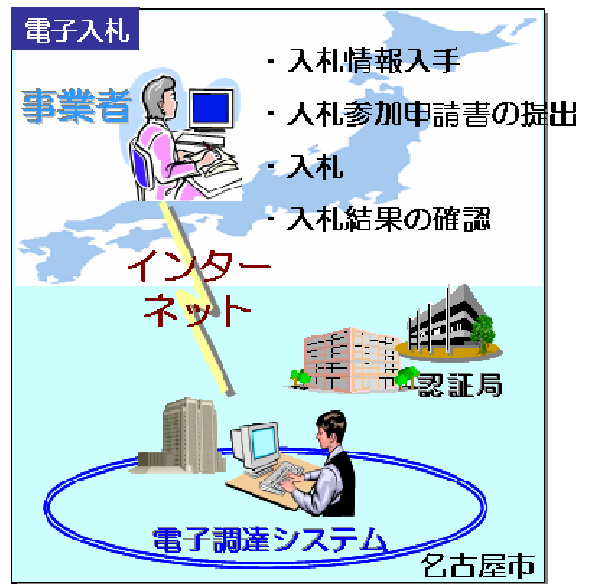 電子入札
事業者
・入札情報入手
・入札参加申請書の提出
・入札
・入札結果の確認
インター
ネット
認証局
電子調達システム
名古屋市